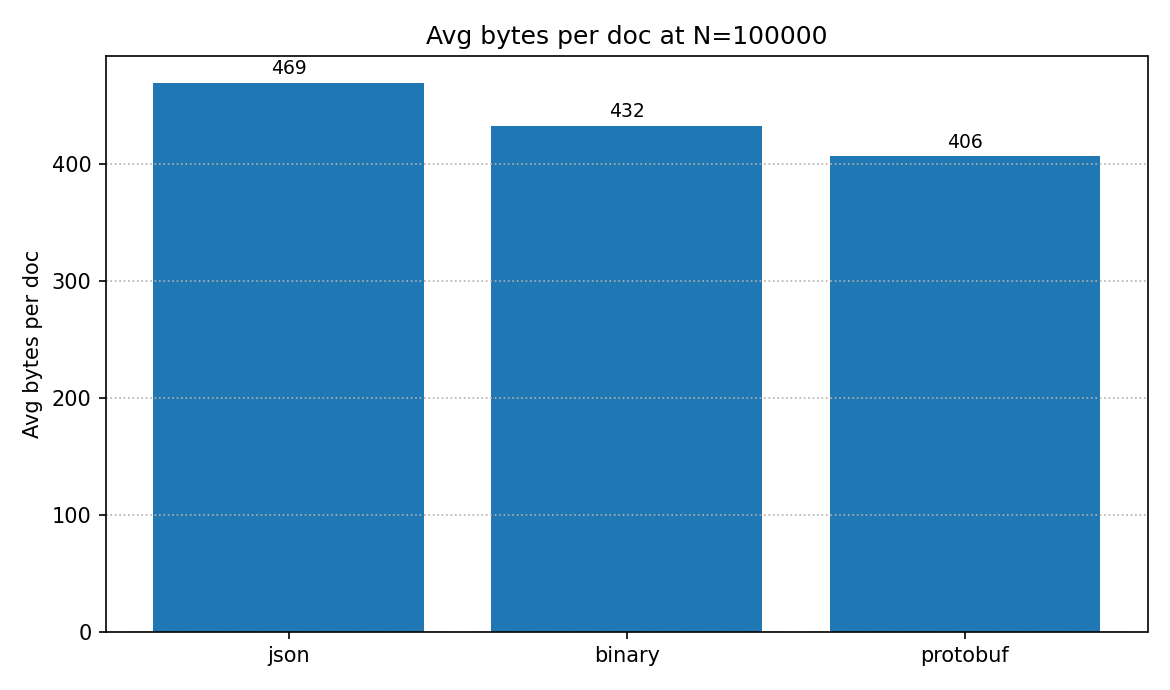 Avg bytes per doc at N=100000
469
432
406
400
300
200
100
0
Avg bytes per doc
json
binary
protobuf